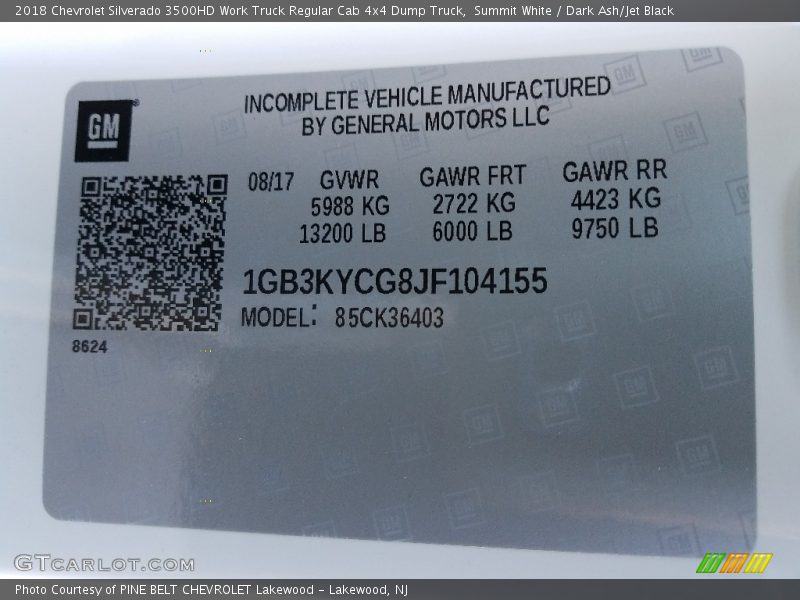 2018 Chevrolet Silverado 3500HD Work Truck Regular Cab 4x4 Dump Truck, Summit White / Dark Ash/Jet Black
INCOMPLETE VEHICLE MANUFACTURED
BY GENERAL MOTORS LLC
GM®
08/17 GVWR GAWR FRT GAWR RR
5988 KG 2722 KG 4423 KG
13200 LB 6000 LB 9750 LB
1GB3KYCG8JF104155
MODEL: 85CK36403
8624
GTCARLOT.COM
Photo Courtesy of PINE BELT CHEVROLET Lakewood - Lakewood, NJ